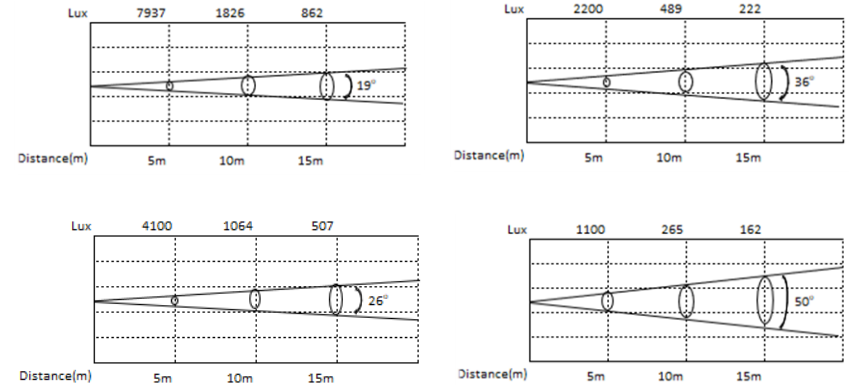 Lux 7937 1826 862
19°
Distance(m) 5m 10m 15m
Lux 2200 489 222
36°
Distance(m) 5m 10m 15m
Lux 4100 1064 507
26°
Distance(m) 5m 10m 15m
Lux 1100 265 162
50°
Distance(m) 5m 10m 15m